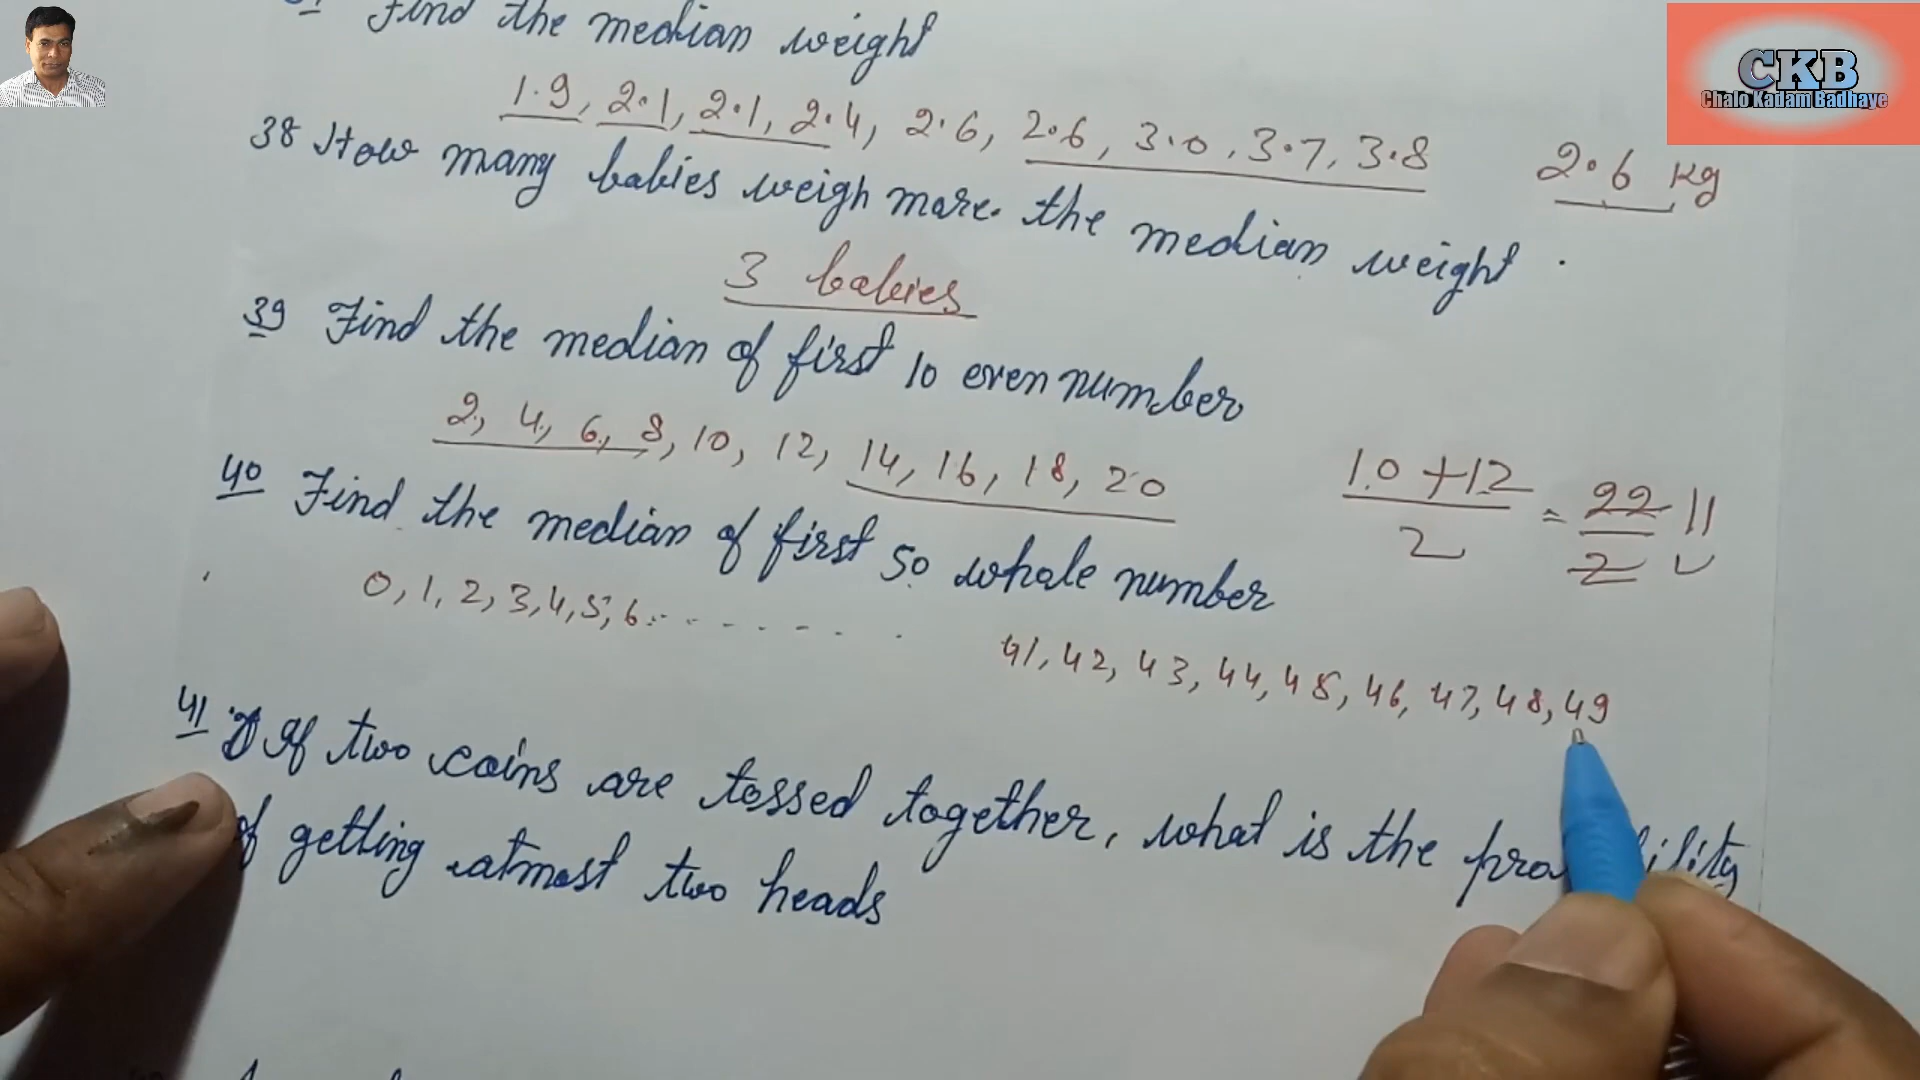 Find the median weight
CKB
Chalo Kadam Badhaye
1.9, 2.1, 2.1, 2.4, 2.6, 2.6, 3.0, 3.7, 3.8
2.6 Kg
38 How many babies weigh more. the median weight.
3 babies
39 Find the median of first 10 even number
2, 4, 6, 8, 10, 12, 14, 16, 18, 20
10 + 12 / 2 = 22 / 2 11
40 Find the median of first 50 whole number
0, 1, 2, 3, 4, 5, 6 - - - - - - -
41, 42, 43, 44, 45, 46, 47, 48, 49
41 If two coins are tossed together, what is the
of getting atmost two heads